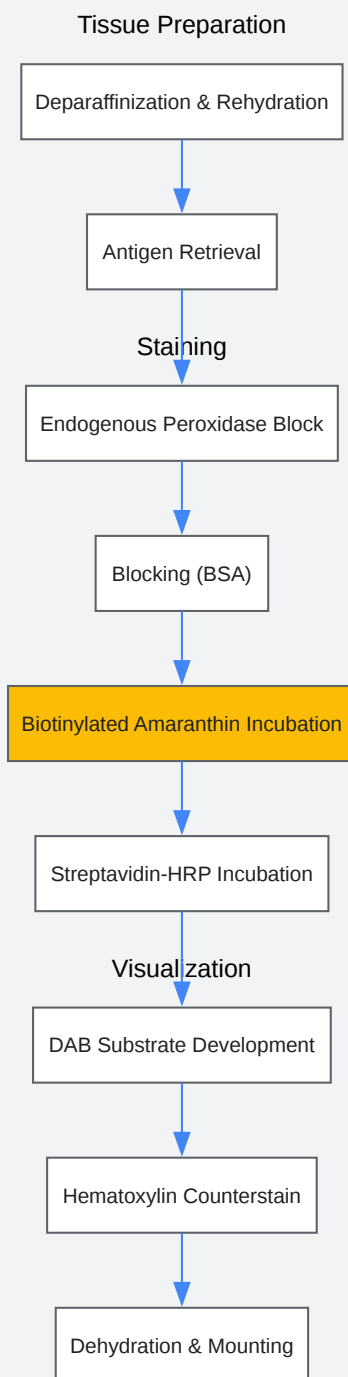 Tissue Preparation
Deparaffinization & Rehydration
Antigen Retrieval
Staining
Endogenous Peroxidase Block
Blocking (BSA)
Biotinylated Amaranthin Incubation
Streptavidin-HRP Incubation
Visualization
DAB Substrate Development
Hematoxylin Counterstain
Dehydration & Mounting